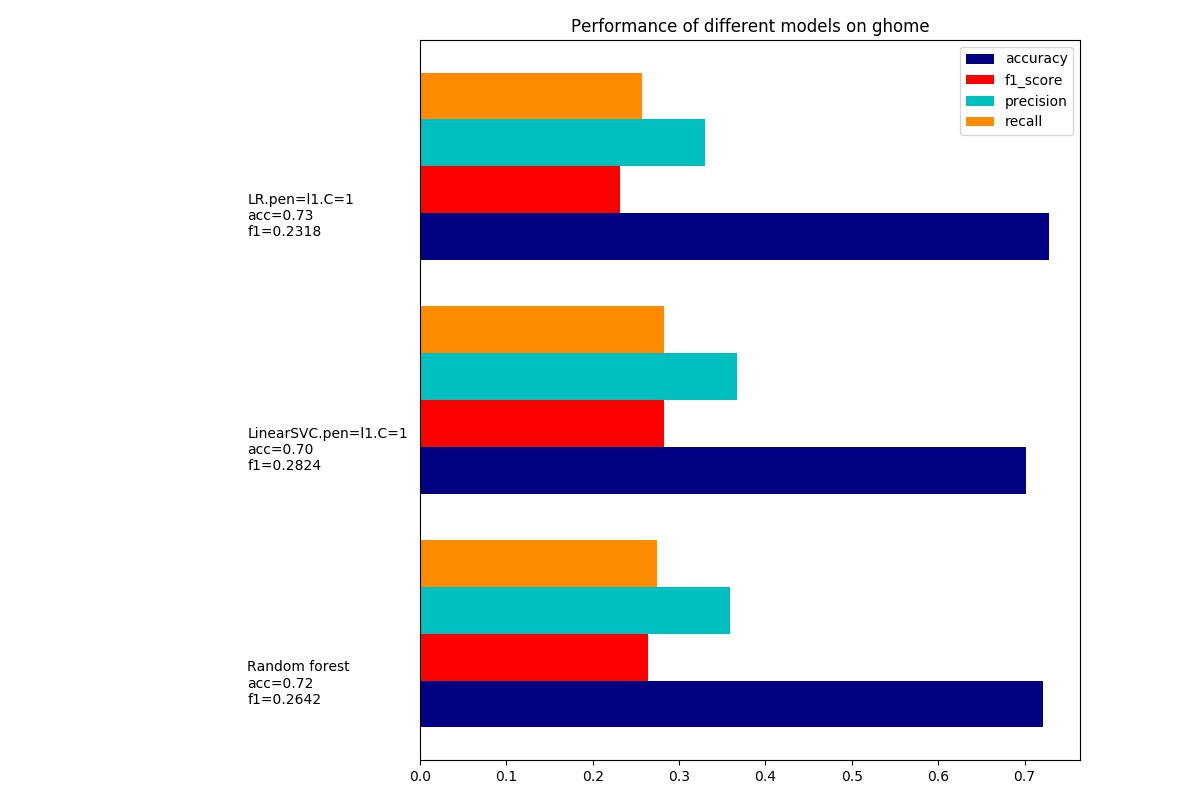 Performance of different models on ghome
accuracy
f1_score
precision
recall
LR.pen=l1.C=1
acc=0.73
f1=0.2318
LinearSVC.pen=l1.C=1
acc=0.70
f1=0.2824
Random forest
acc=0.72
f1=0.2642
0.0 0.1 0.2 0.3 0.4 0.5 0.6 0.7